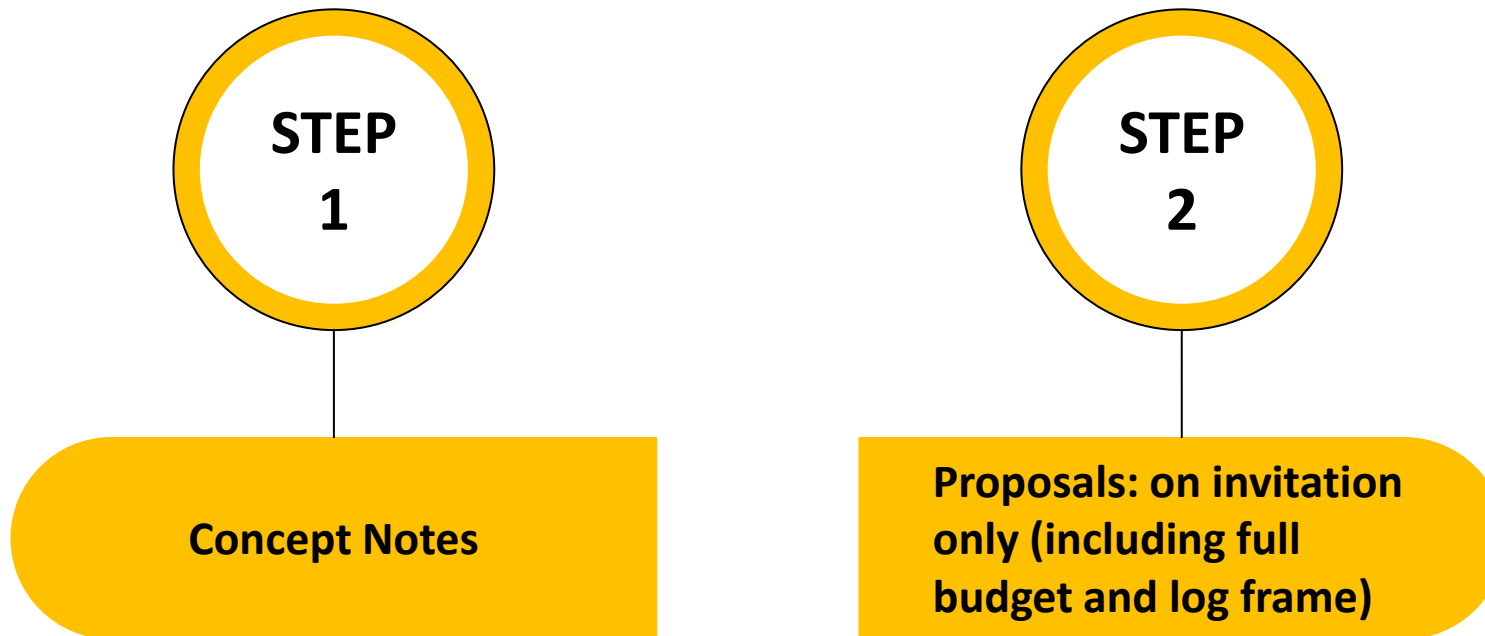 STEP
1
Concept Notes
STEP
2
Proposals: on invitation
only (including full
budget and log frame)